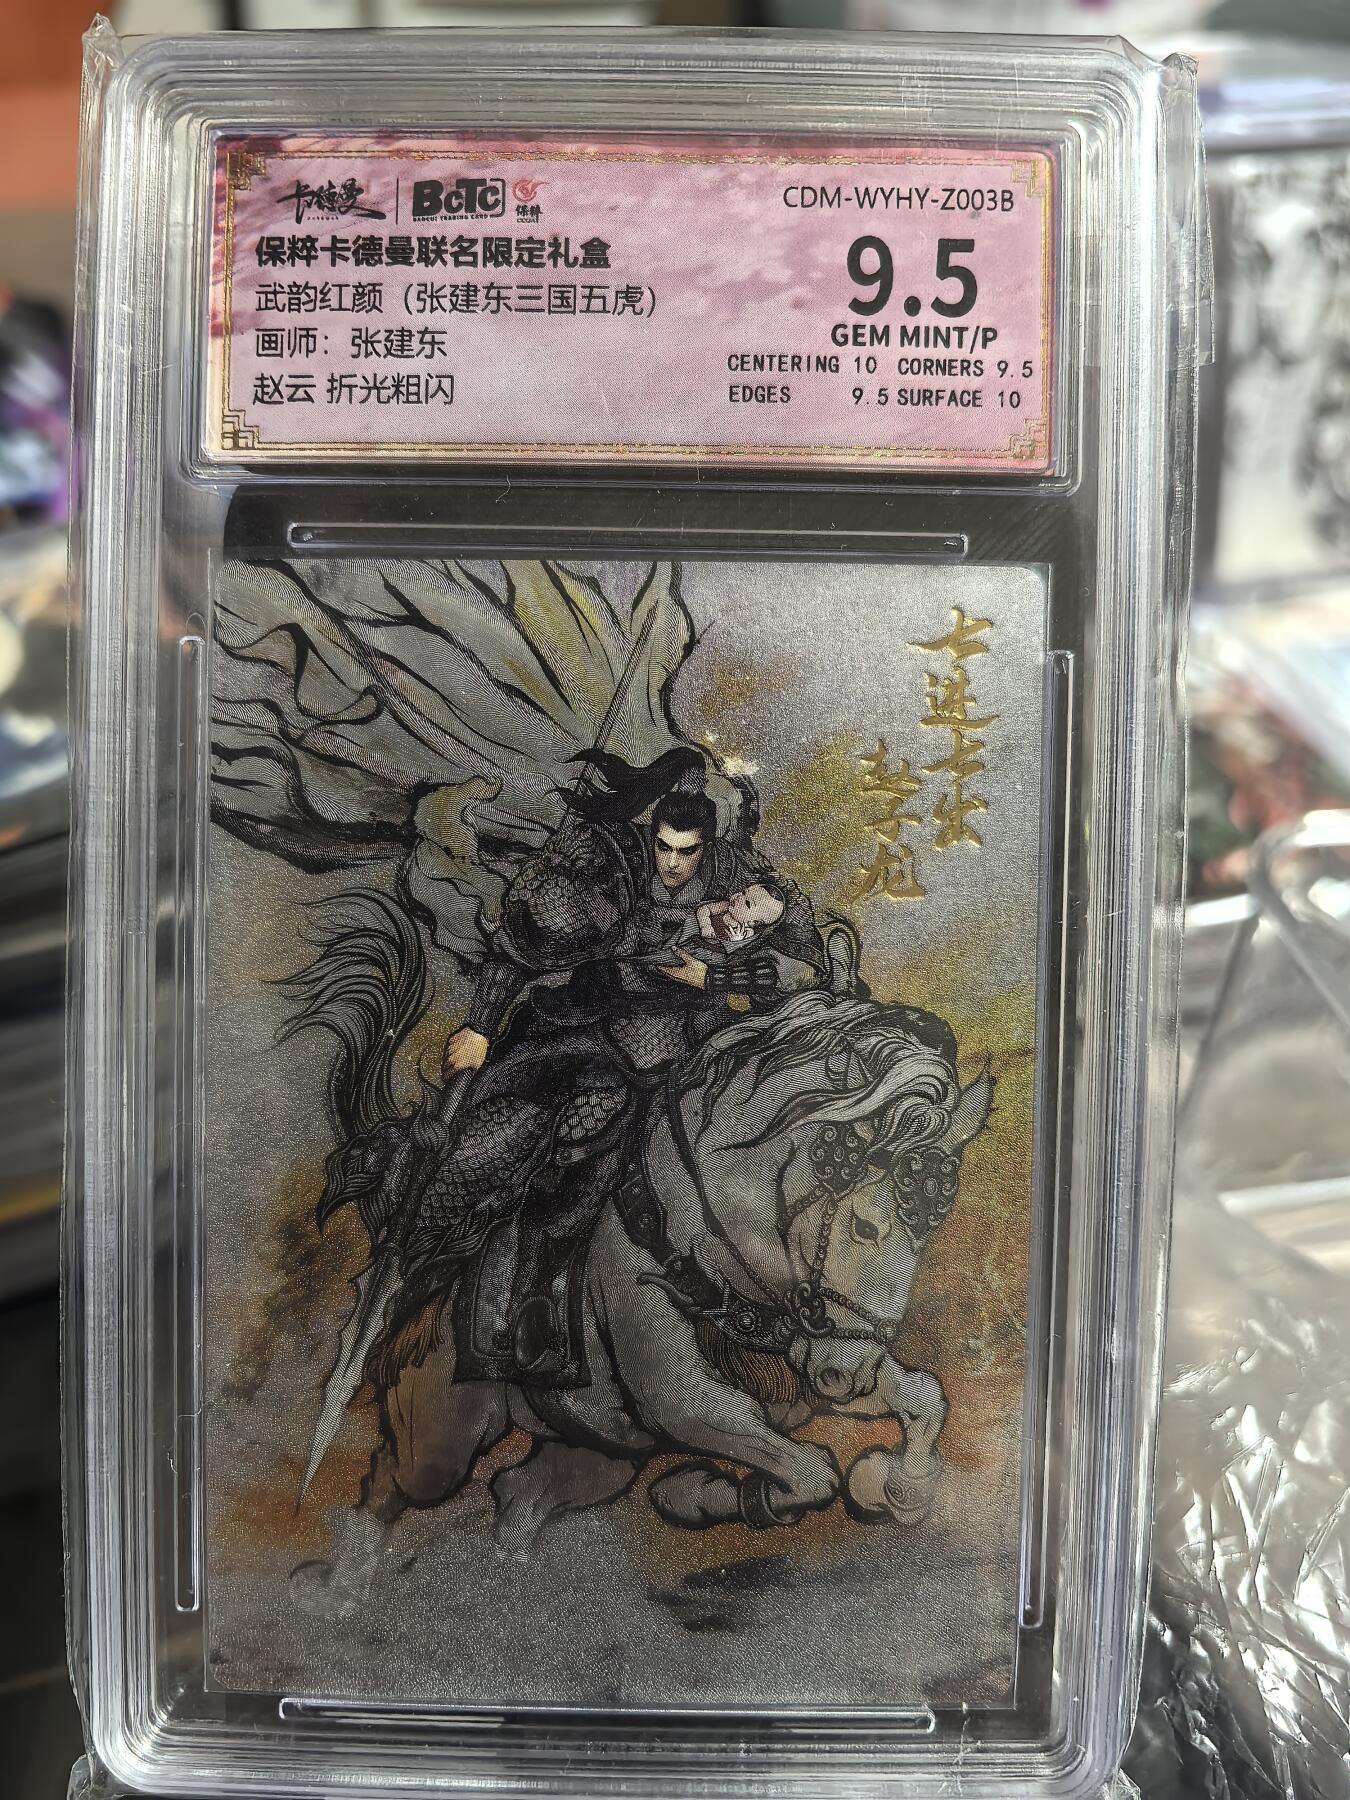 卡德曼 BCTC 保粹
BAOCUI TRADING CARD CCQA
CDM-WYHY-Z003B
保粹卡德曼联名限定礼盒
武韵红颜（张建东三国五虎）
画师：张建东
赵云 折光粗闪
9.5
GEM MINT/P
CENTERING 10 CORNERS 9.5
EDGES 9.5 SURFACE 10
七进七出
赵子龙